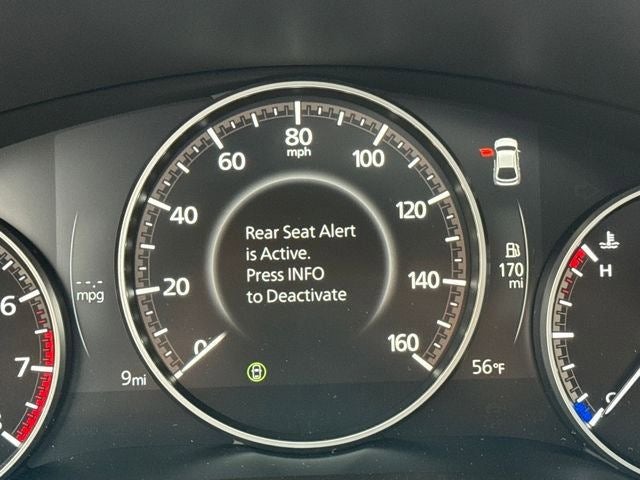 80
mph
60
100
40
120
20
140
0
160
Rear Seat Alert
is Active.
Press INFO
to Deactivate
--.-
mpg
170
mi
9mi
56°F
6
7
H
C